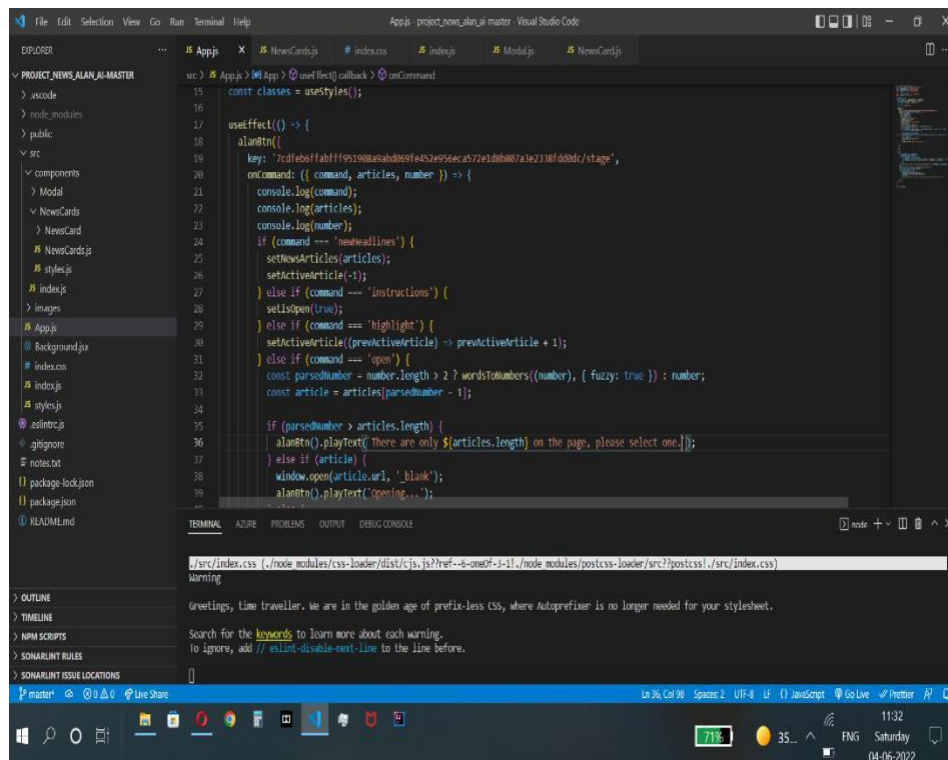 File Edit Selection View Go Run Terminal Help
App.js - project_news_alan_ai-master - Visual Studio Code
EXPLORER
JS App.js X JS NewsCards.js # index.css JS index.js JS Modal.js JS NewsCard.js
PROJECT_NEWS_ALAN_AI-MASTER
src > JS App.js > App > useEffect() callback > onCommand
> .vscode
> node_modules
> public
src
components
> Modal
NewsCards
> NewsCard
JS NewsCards.js
JS styles.js
JS index.js
> images
JS App.js
Background.jsx
# index.css
JS index.js
JS styles.js
.eslintrc.js
.gitignore
notes.txt
{} package-lock.json
{} package.json
README.md
> OUTLINE
> TIMELINE
> NPM SCRIPTS
> SONARLINT RULES
> SONARLINT ISSUE LOCATIONS
15 const classes = useStyles();
16
17 useEffect(() => {
18 alanBtn({
19 key:
20 onCommand: ({ command, articles, number }) => {
21 console.log(command);
22 console.log(articles);
23 console.log(number);
24 if (command === 'newHeadlines') {
25 setNewsArticles(articles);
26 setActiveArticle(-1);
27 } else if (command === 'instructions') {
28 setIsOpen(true);
29 } else if (command === 'highlight') {
30 setActiveArticle((prevActiveArticle) => prevActiveArticle + 1);
31 } else if (command === 'open') {
32 const parsedNumber = number.length > 2 ? wordsToNumbers((number), { fuzzy: true }) : number;
33 const article = articles[parsedNumber - 1];
34
35 if (parsedNumber > articles.length) {
36 alanBtn().playText(`There are only ${articles.length} on the page, please select one.`);
37 } else if (article) {
38 window.open(article.url, '_blank');
39 alanBtn().playText('Opening...');
TERMINAL AZURE PROBLEMS OUTPUT DEBUG CONSOLE
node
./src/index.css (./node_modules/css-loader/dist/cjs.js??ref--6-oneOf-3-1!./node_modules/postcss-loader/src??postcss!./src/index.css)
Warning
Greetings, time traveller. We are in the golden age of prefix-less CSS, where Autoprefixer is no longer needed for your stylesheet.
Search for the keywords to learn more about each warning.
To ignore, add // eslint-disable-next-line to the line before.
master* 0 0 Live Share
Ln 36, Col 98 Spaces: 2 UTF-8 LF {} JavaScript Go Live Prettier
71% 35... ENG
11:32
Saturday
04-06-2022